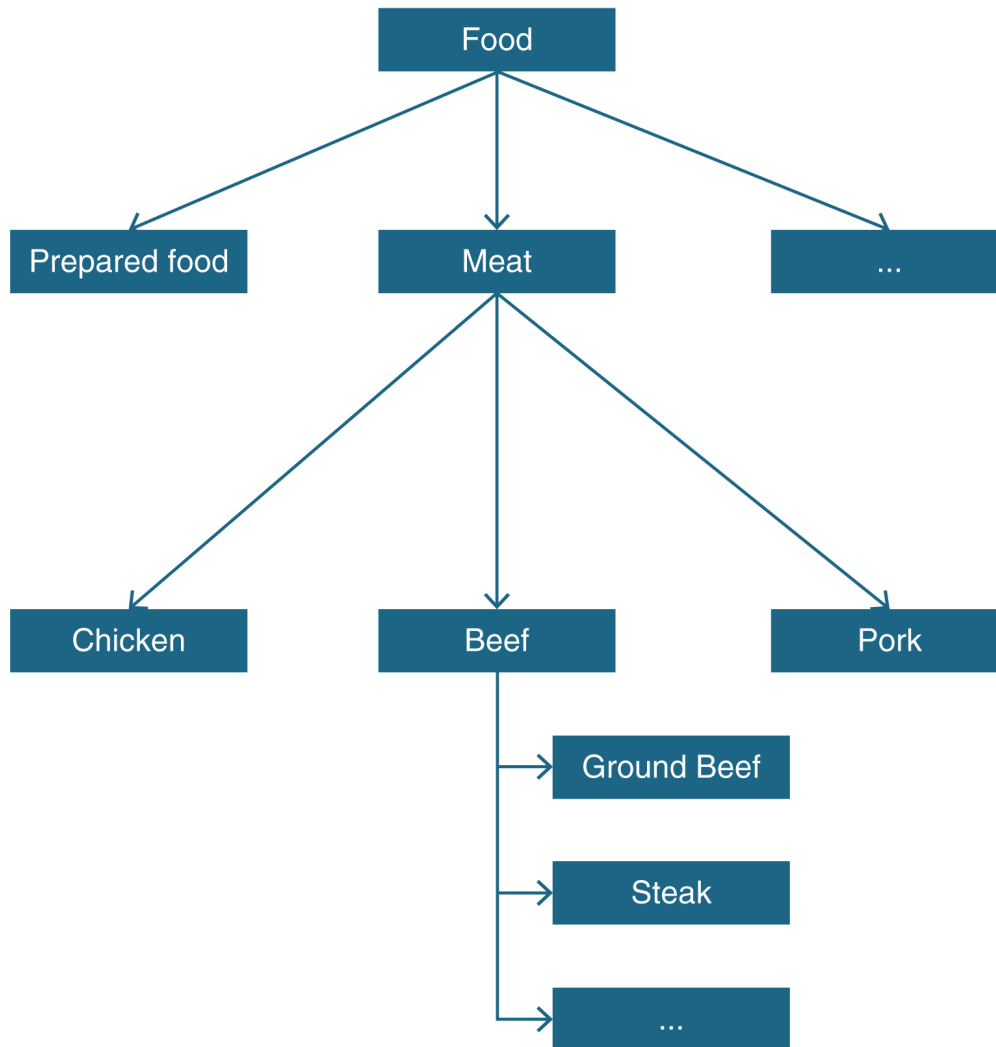 Food
Prepared food
Meat
...
Chicken
Beef
Pork
Ground Beef
Steak
...